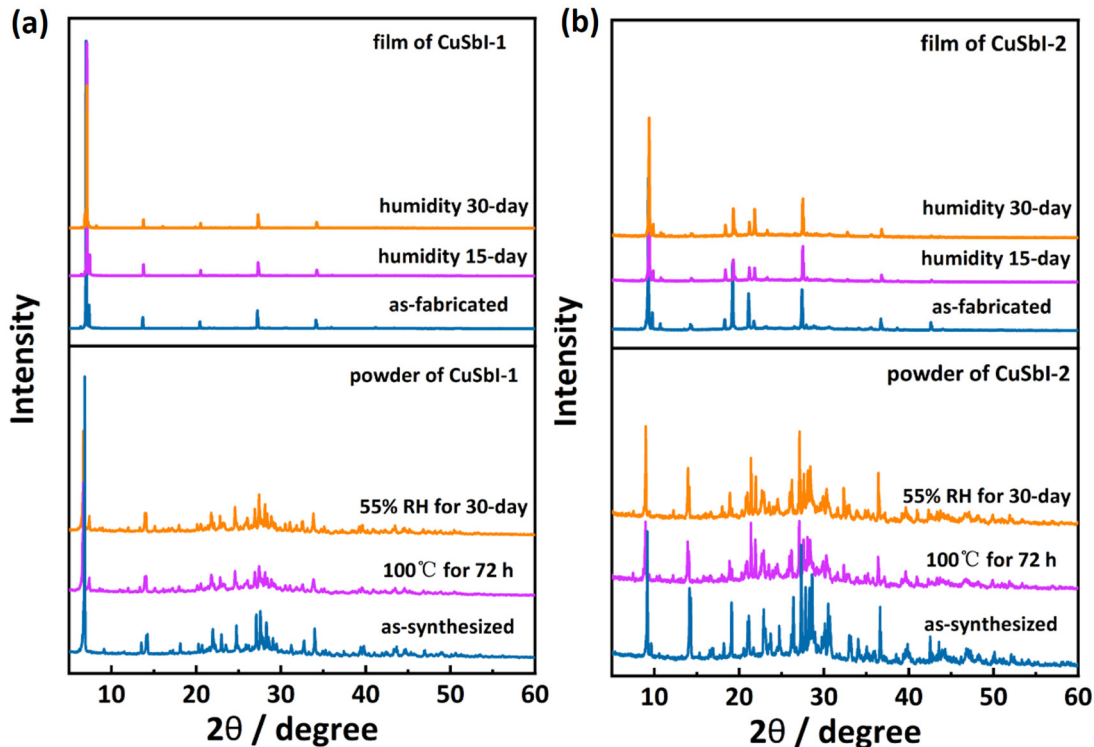 (a)
film of CuSbI-1
humidity 30-day
humidity 15-day
as-fabricated
powder of CuSbI-1
55% RH for 30-day
100℃ for 72 h
as-synthesized
Intensity
10 20 30 40 50 60
2θ / degree
(b)
film of CuSbI-2
humidity 30-day
humidity 15-day
as-fabricated
powder of CuSbI-2
55% RH for 30-day
100℃ for 72 h
as-synthesized
Intensity
10 20 30 40 50 60
2θ / degree